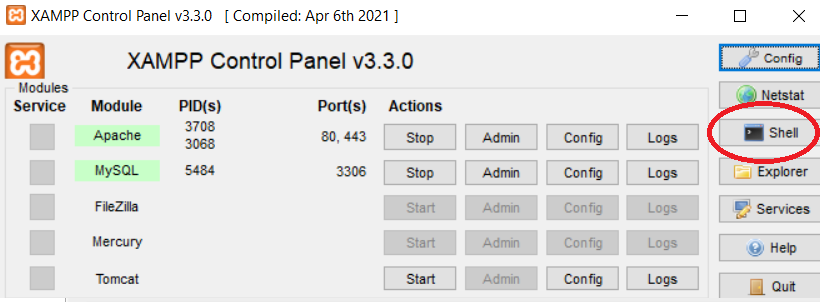 XAMPP Control Panel v3.3.0 [ Compiled: Apr 6th 2021 ]
XAMPP Control Panel v3.3.0
Config
Modules
Service Module PID(s) Port(s) Actions
Netstat
Apache 3708 3068 80, 443 Stop Admin Config Logs
Shell
MySQL 5484 3306 Stop Admin Config Logs
Explorer
FileZilla Start Admin Config Logs
Services
Mercury Start Admin Config Logs
Help
Tomcat Start Admin Config Logs
Quit